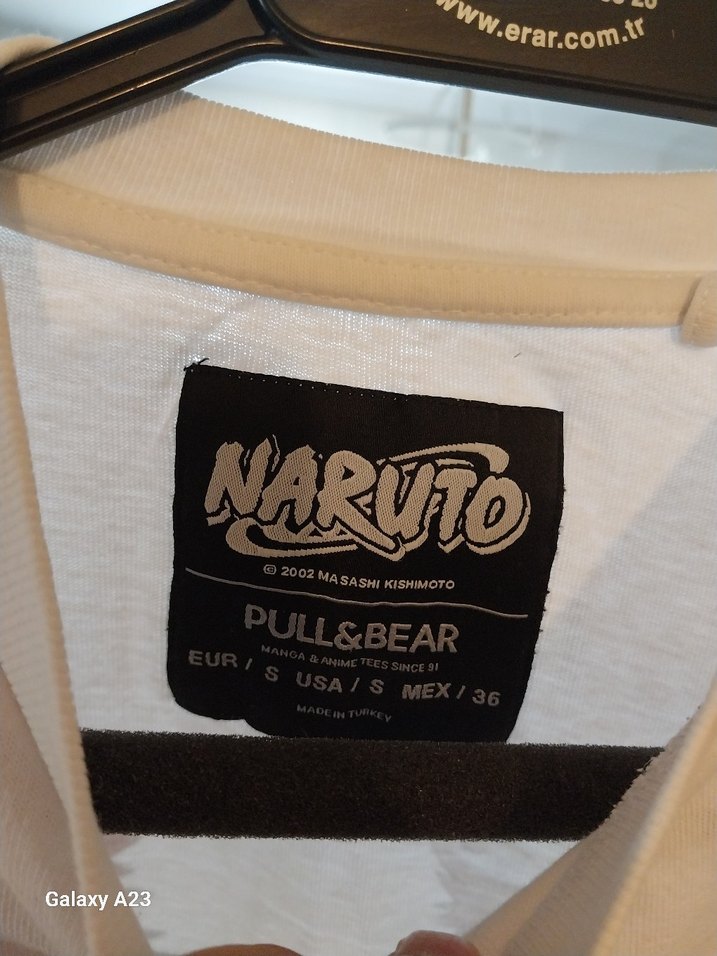 www.erar.com.tr
NARUTO
© 2002 MASASHI KISHIMOTO
PULL&BEAR
MANGA & ANIME TEES SINCE 91
EUR / S USA / S MEX / 36
MADE IN TURKEY
Galaxy A23